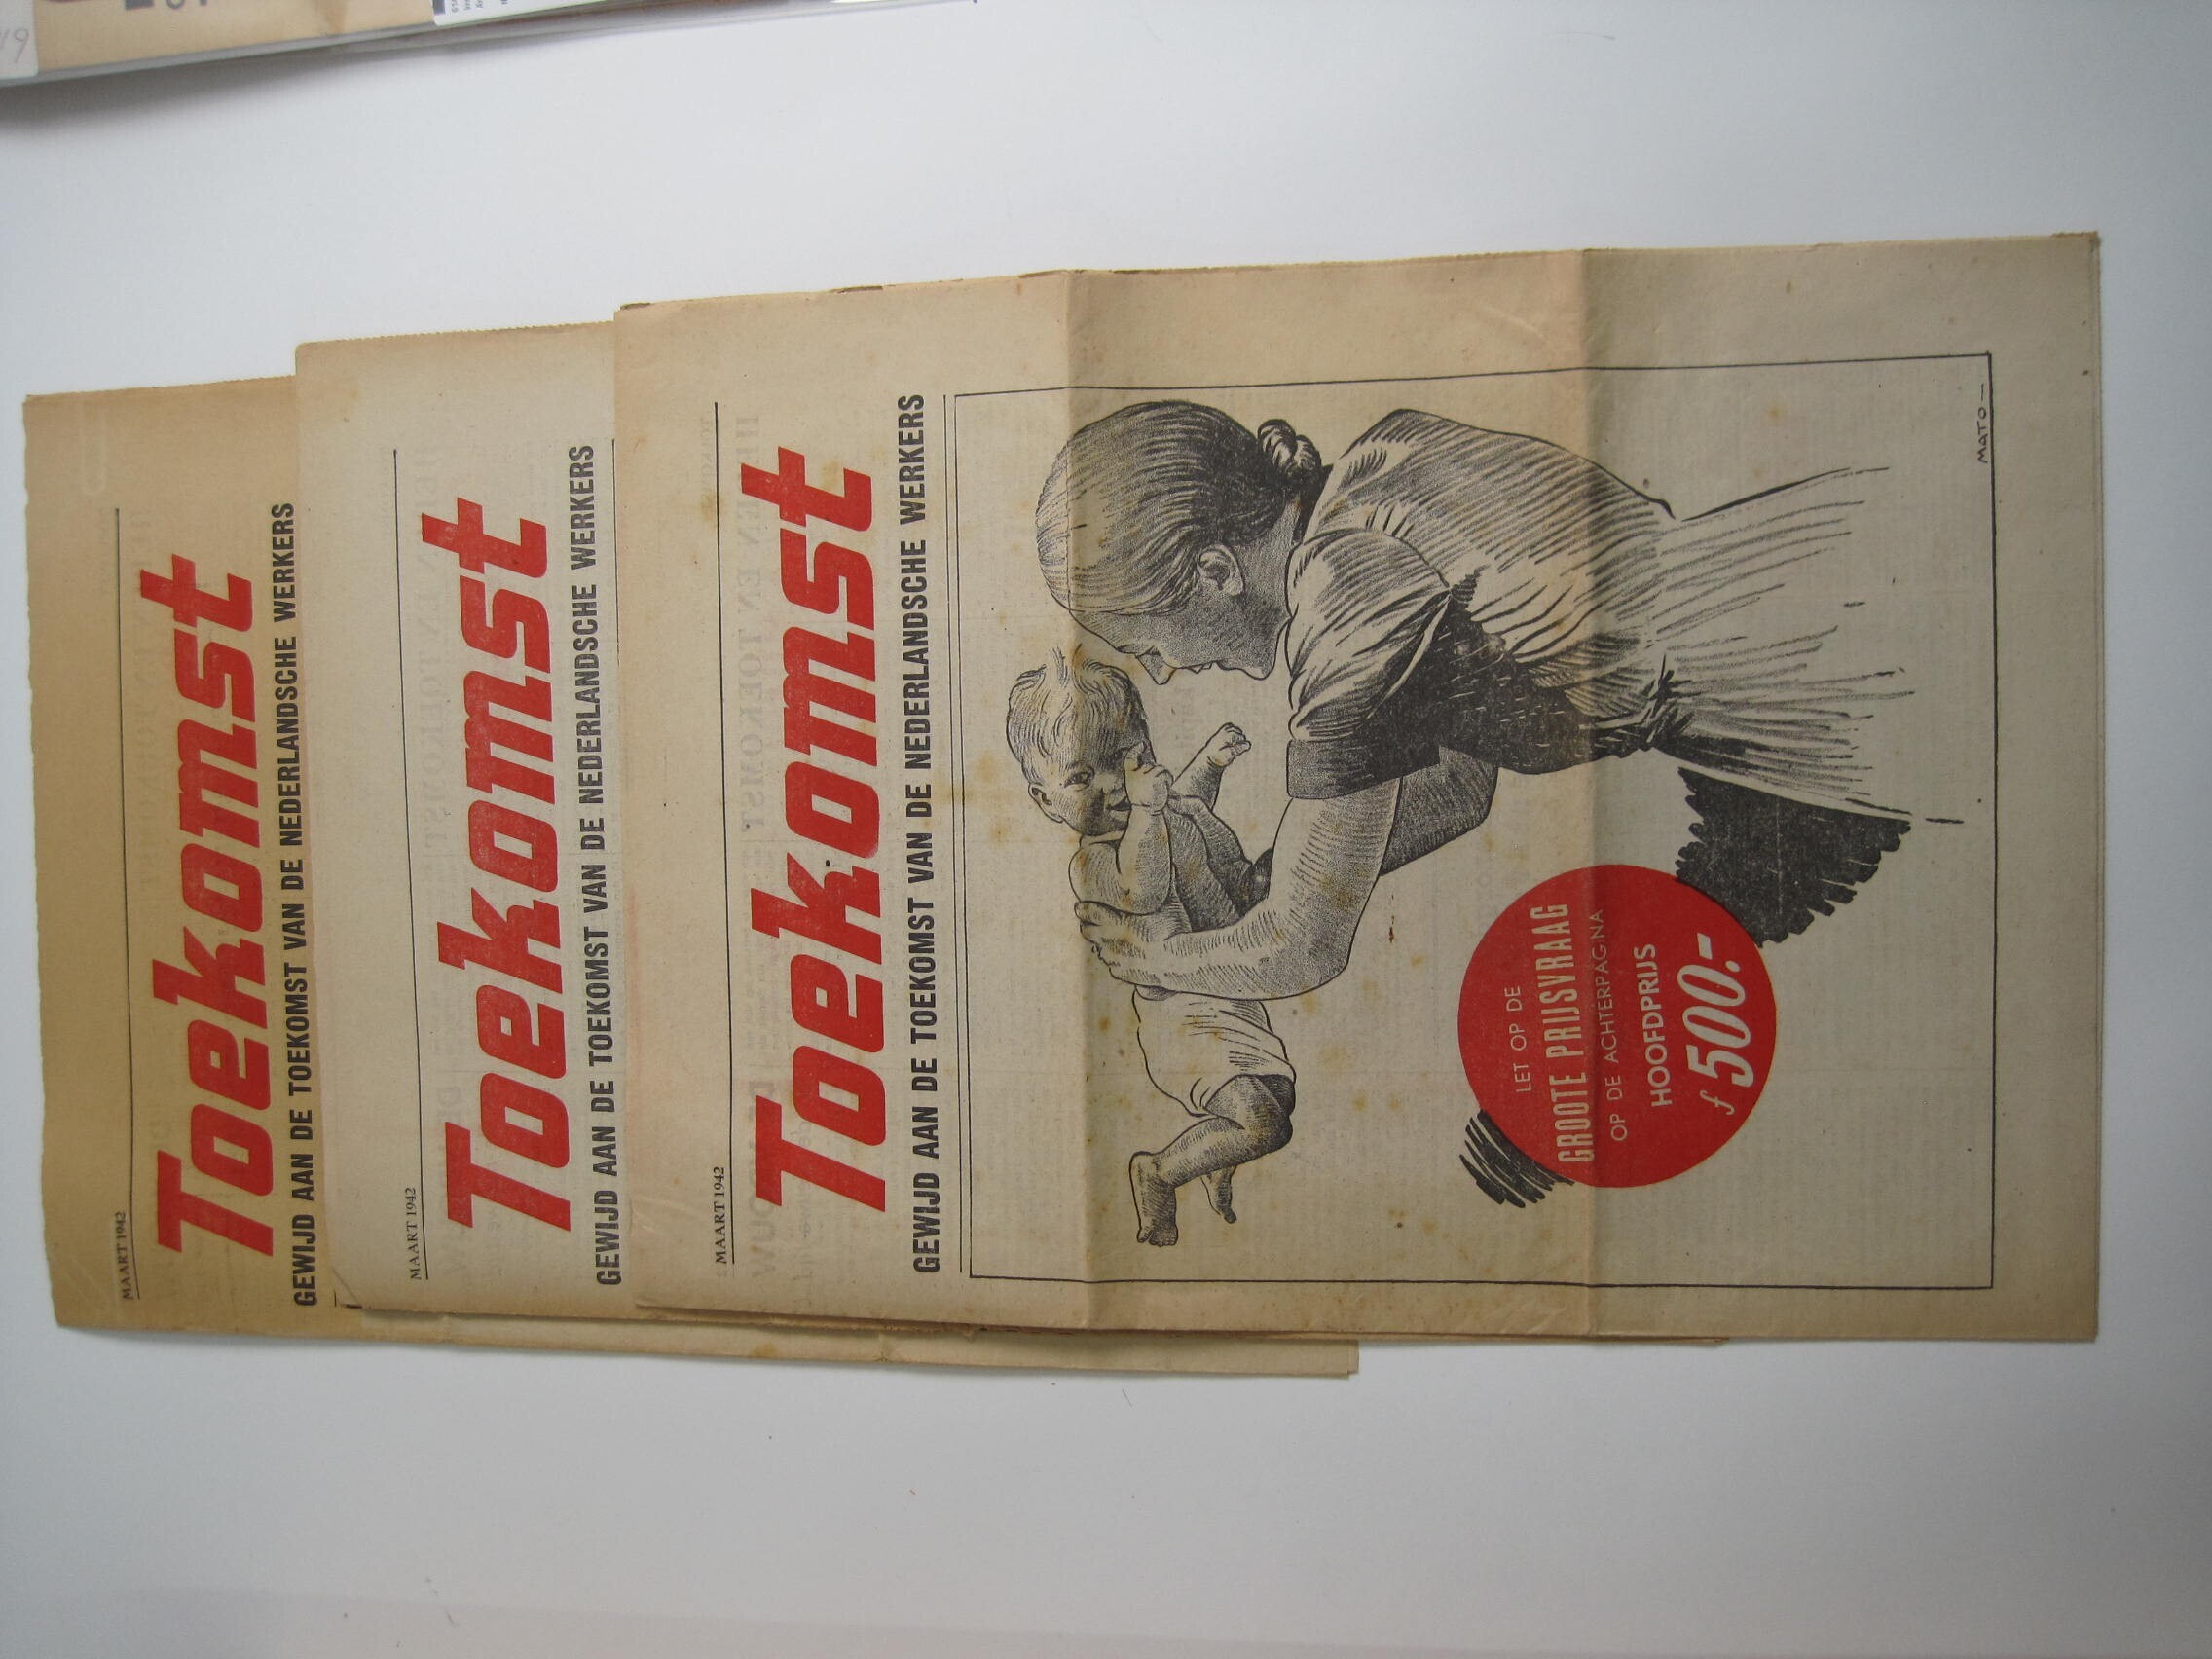 MAART 1942
Toekomst
GEWIJD AAN DE TOEKOMST VAN DE NEDERLANDSCHE WERKERS
MAART 1942
Toekomst
GEWIJD AAN DE TOEKOMST VAN DE NEDERLANDSCHE WERKERS
MAART 1942
Toekomst
GEWIJD AAN DE TOEKOMST VAN DE NEDERLANDSCHE WERKERS
LET OP DE
GROOTE PRIJSVRAAG
OP DE ACHTERPAGNA
HOOFDPRIJS
f 500.-
MATO